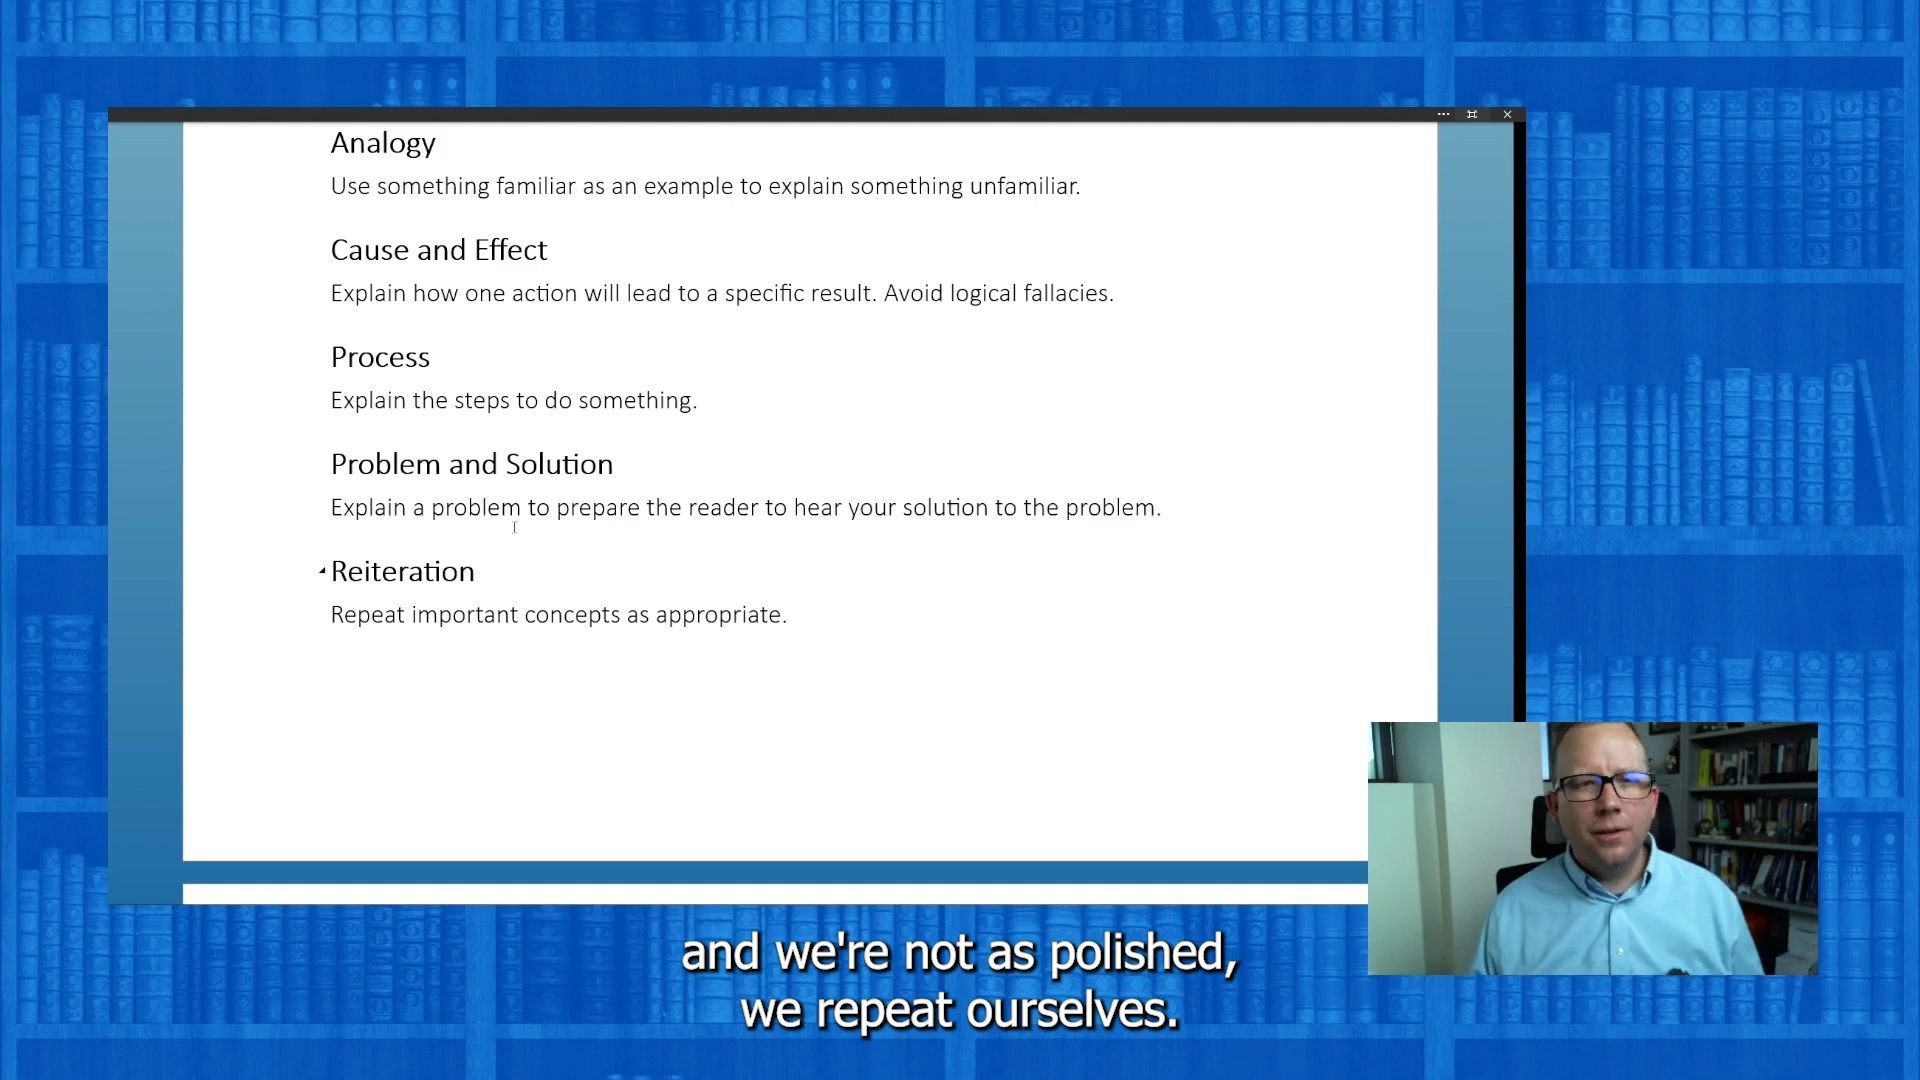 Analogy
Use something familiar as an example to explain something unfamiliar.
Cause and Effect
Explain how one action will lead to a specific result. Avoid logical fallacies.
Process
Explain the steps to do something.
Problem and Solution
Explain a problem to prepare the reader to hear your solution to the problem.
Reiteration
Repeat important concepts as appropriate.
and we're not as polished,
we repeat ourselves.